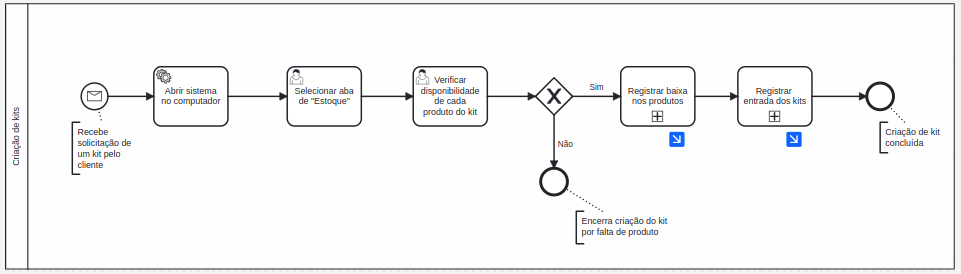 Criação de kits
Recebe
solicitação de
um kit pelo
cliente
Abrir sistema
no computador
Selecionar aba
de "Estoque"
Verificar
disponibilidade
de cada
produto do kit
Sim
Não
Encerra criação do kit
por falta de produto
Registrar baixa
nos produtos
Registrar
entrada dos kits
Criação de kit
concluída